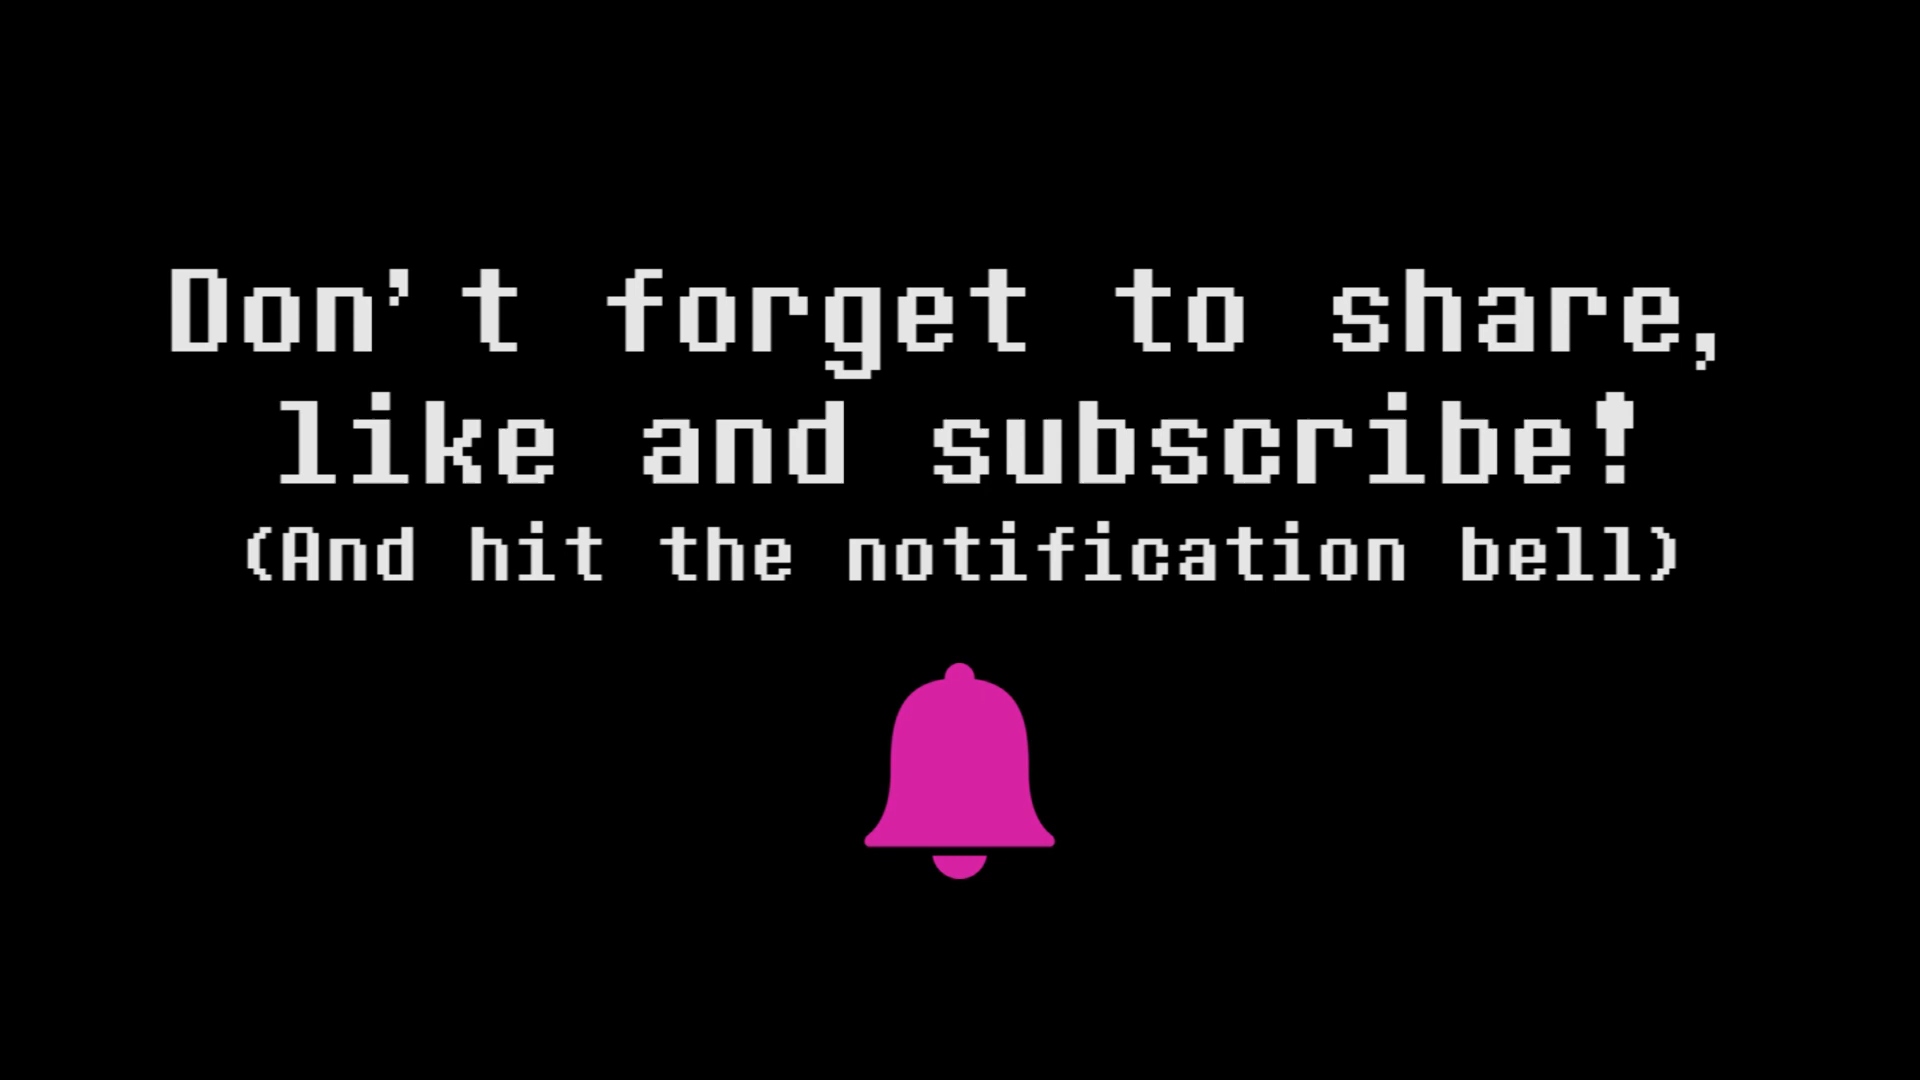 Don't forget to share,
like and subscribe!
(And hit the notification bell)